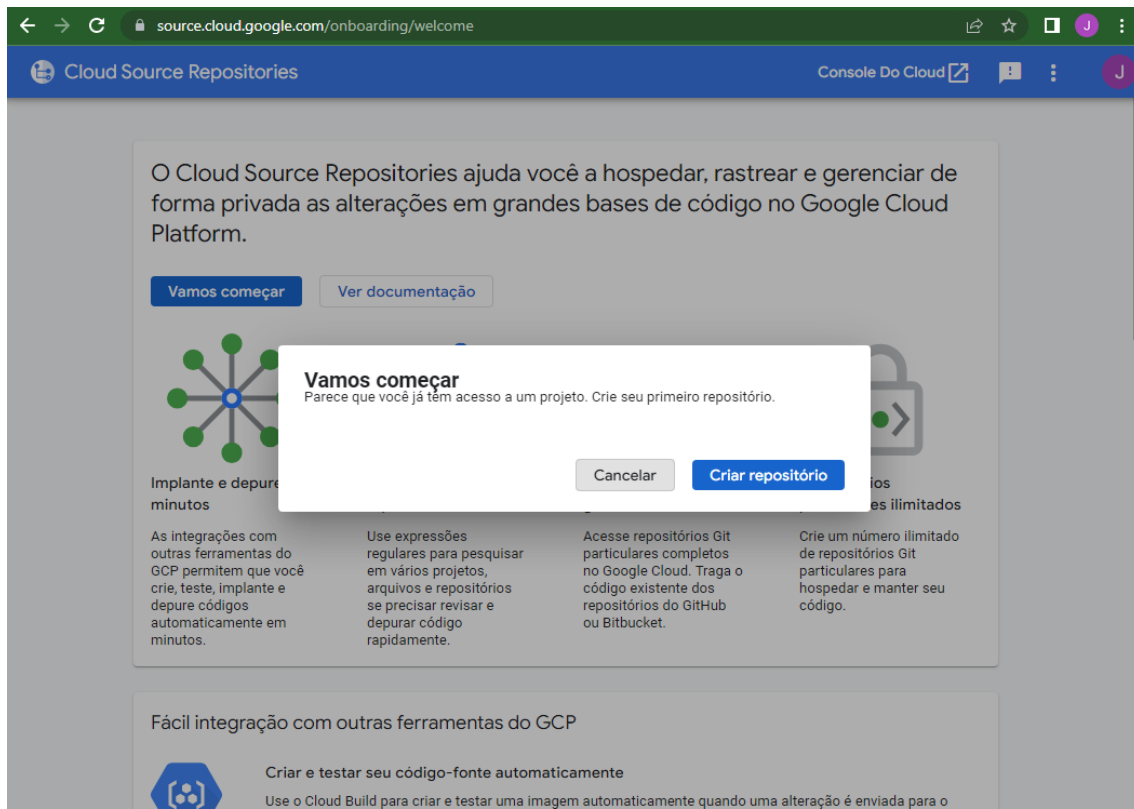 source.cloud.google.com/onboarding/welcome
J
Cloud Source Repositories
Console Do Cloud
J
O Cloud Source Repositories ajuda você a hospedar, rastrear e gerenciar de
forma privada as alterações em grandes bases de código no Google Cloud
Platform.
Vamos começar
Ver documentação
Vamos começar
Parece que você já tem acesso a um projeto. Crie seu primeiro repositório.
Cancelar
Criar repositório
Implante e depure
minutos
As integrações com
outras ferramentas do
GCP permitem que você
crie, teste, implante e
depure códigos
automaticamente em
minutos.
Use expressões
regulares para pesquisar
em vários projetos,
arquivos e repositórios
se precisar revisar e
depurar código
rapidamente.
Acesse repositórios Git
particulares completos
no Google Cloud. Traga o
código existente dos
repositórios do GitHub
ou Bitbucket.
ios
es ilimitados
Crie um número ilimitado
de repositórios Git
particulares para
hospedar e manter seu
código.
Fácil integração com outras ferramentas do GCP
Criar e testar seu código-fonte automaticamente
Use o Cloud Build para criar e testar uma imagem automaticamente quando uma alteração é enviada para o